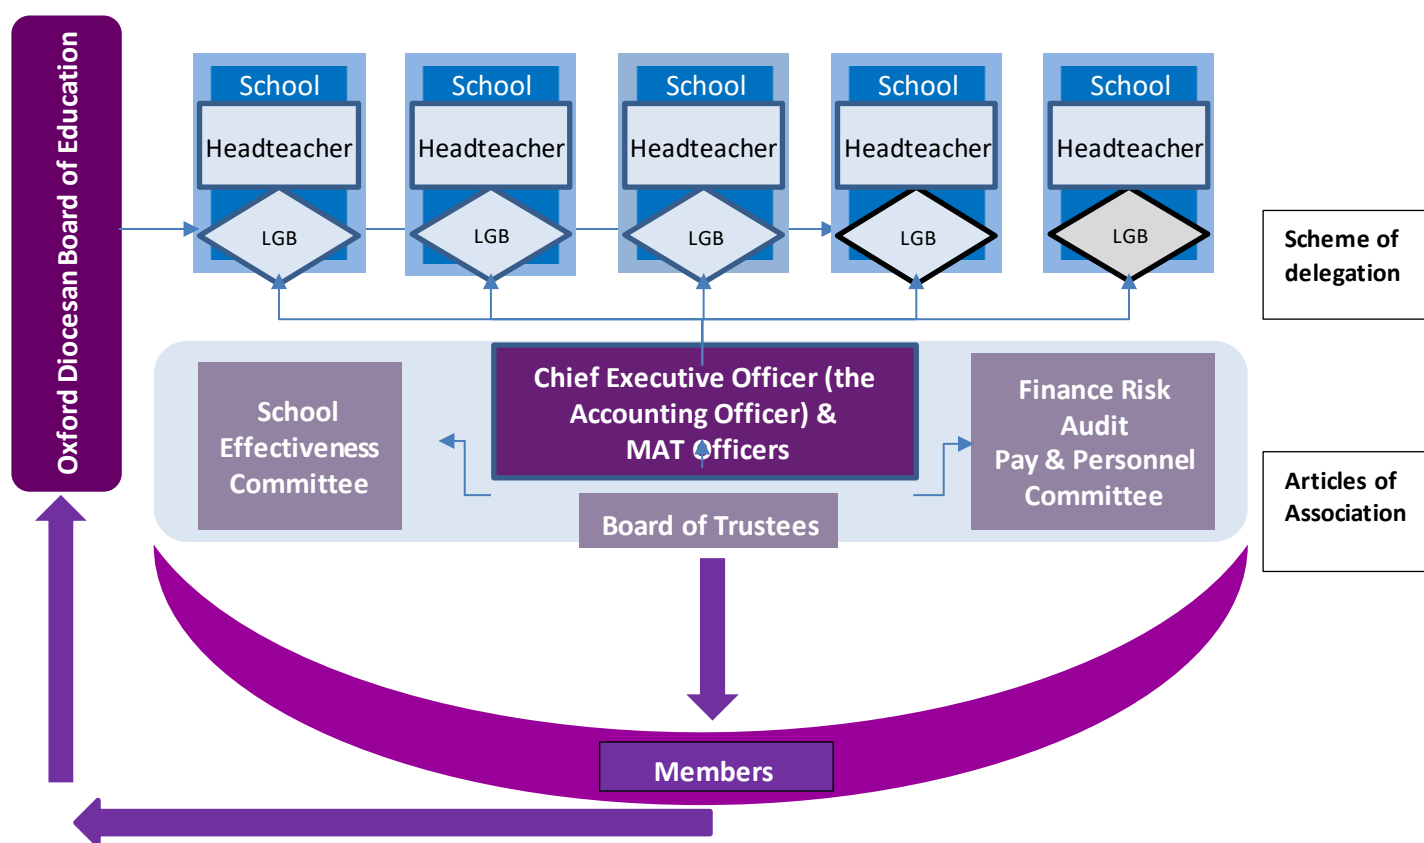 Oxford Diocesan Board of Education
School
Headteacher
LGB
School
Headteacher
LGB
School
Headteacher
LGB
School
Headteacher
LGB
School
Headteacher
LGB
Scheme of
delegation
School
Effectiveness
Committee
Chief Executive Officer (the
Accounting Officer) &
MAT Officers
Board of Trustees
Finance Risk
Audit
Pay & Personnel
Committee
Articles of
Association
Members